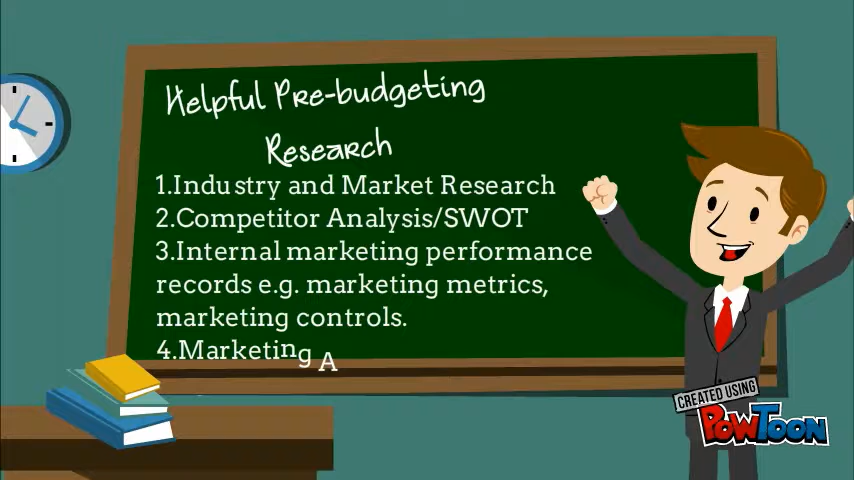 Helpful Pre-budgeting
Research
1.Industry and Market Research
2.Competitor Analysis/SWOT
3.Internal marketing performance
records e.g. marketing metrics,
marketing controls.
4.Marketing A
CREATED USING
POWTOON